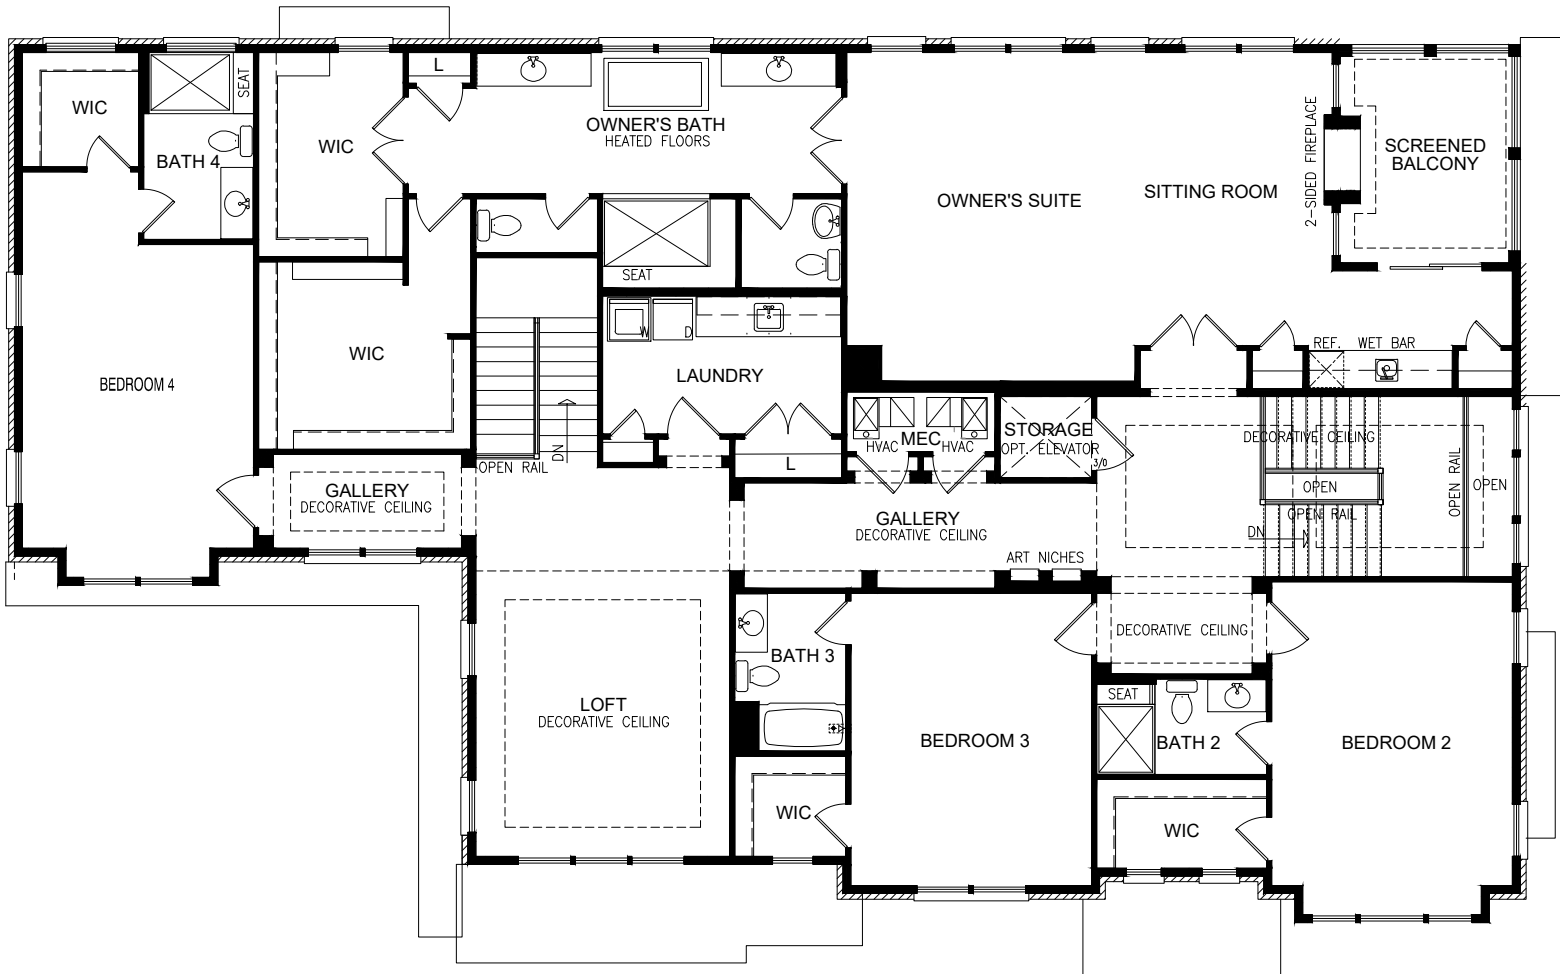 L
SEAT
WIC
BATH 4
WIC
OWNER'S BATH
HEATED FLOORS
OWNER'S SUITE
SITTING ROOM
2-SIDED FIREPLACE
SCREENED
BALCONY
SEAT
WIC
BEDROOM 4
W
D
LAUNDRY
REF.
WET BAR
DN
OPEN RAIL
L
HVAC
MEC
HVAC
STORAGE
OPT. ELEVATOR
3/0
DECORATIVE CEILING
OPEN
OPEN RAIL
OPEN RAIL
OPEN
DN
GALLERY
DECORATIVE CEILING
GALLERY
DECORATIVE CEILING
ART NICHES
DECORATIVE CEILING
BATH 3
LOFT
DECORATIVE CEILING
SEAT
BATH 2
BEDROOM 3
BEDROOM 2
WIC
WIC